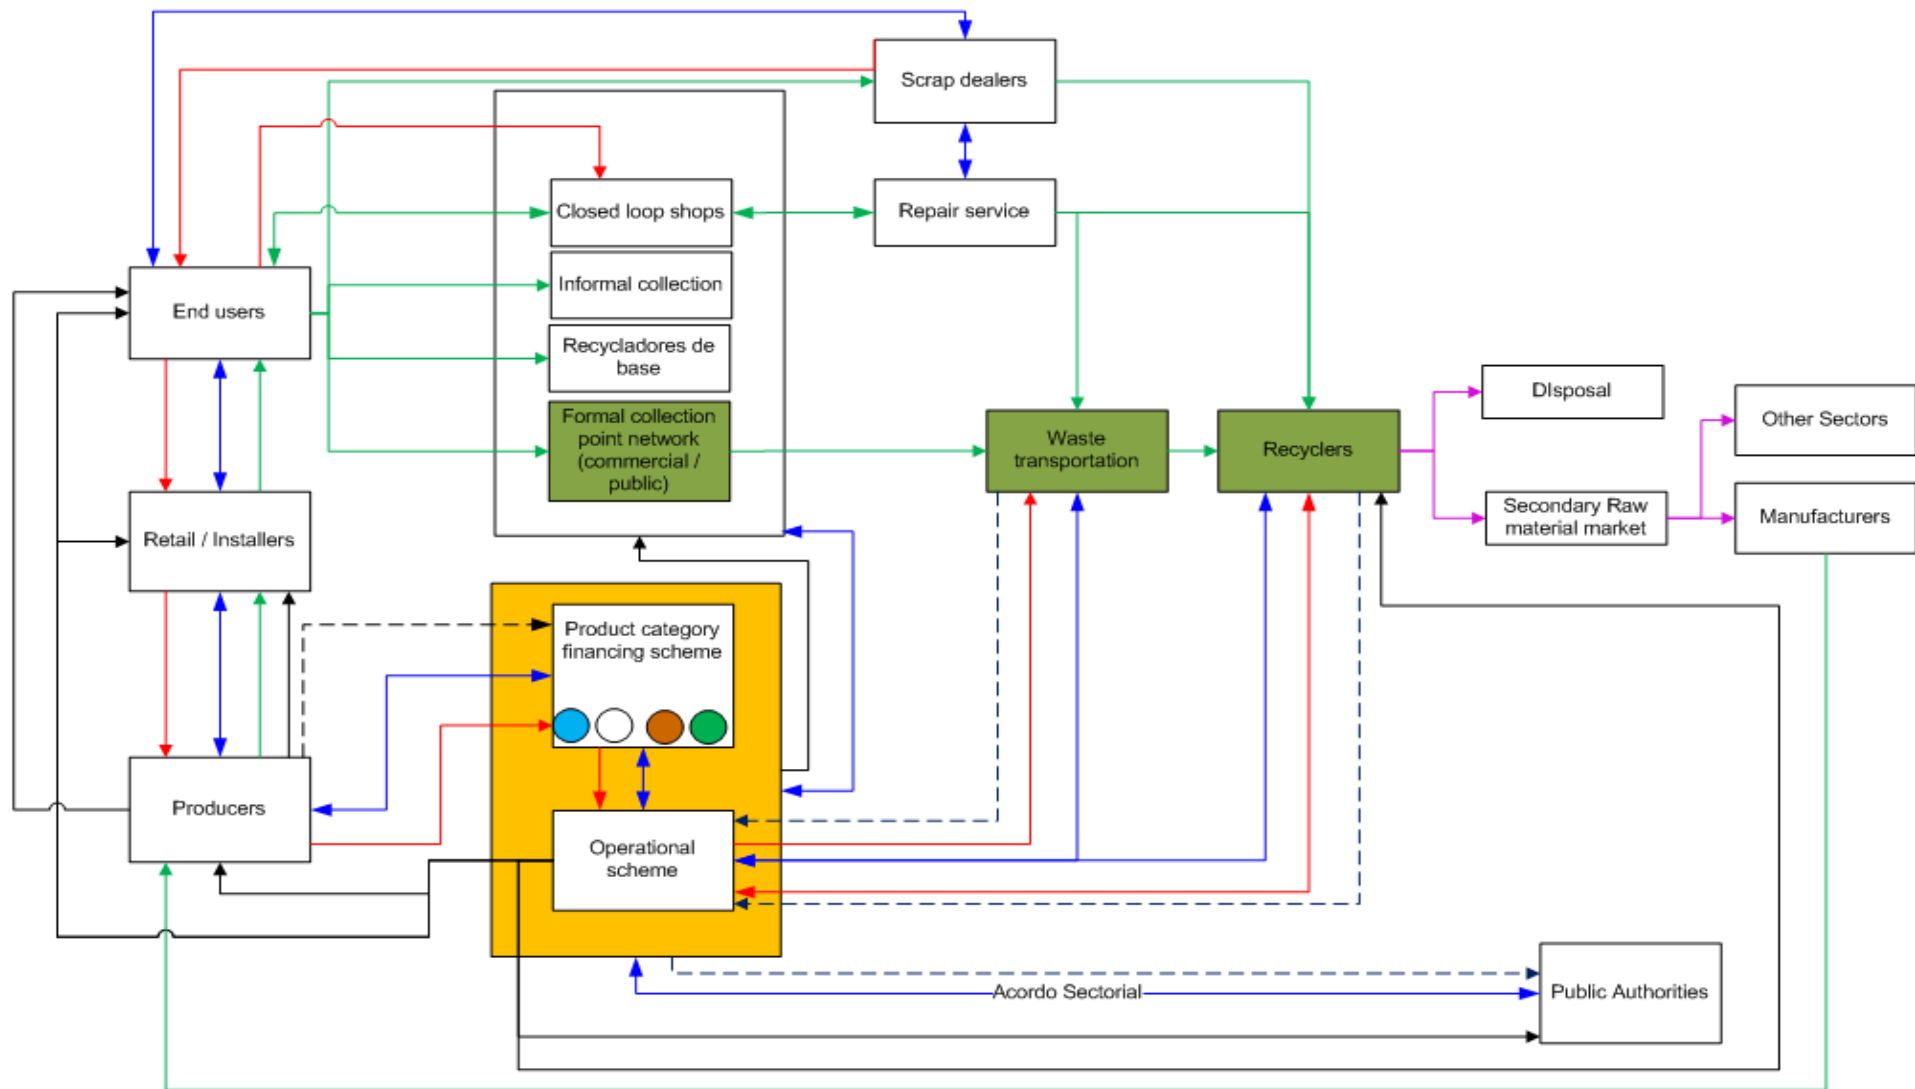 Scrap dealers
Closed loop shops
Repair service
Informal collection
End users
Recycladores de
base
DIsposal
Formal collection
point network
(commercial /
public)
Waste
transportation
Recyclers
Other Sectors
Secondary Raw
material market
Manufacturers
Retail / Installers
Product category
financing scheme
Producers
Operational
scheme
Acordo Sectorial
Public Authorities